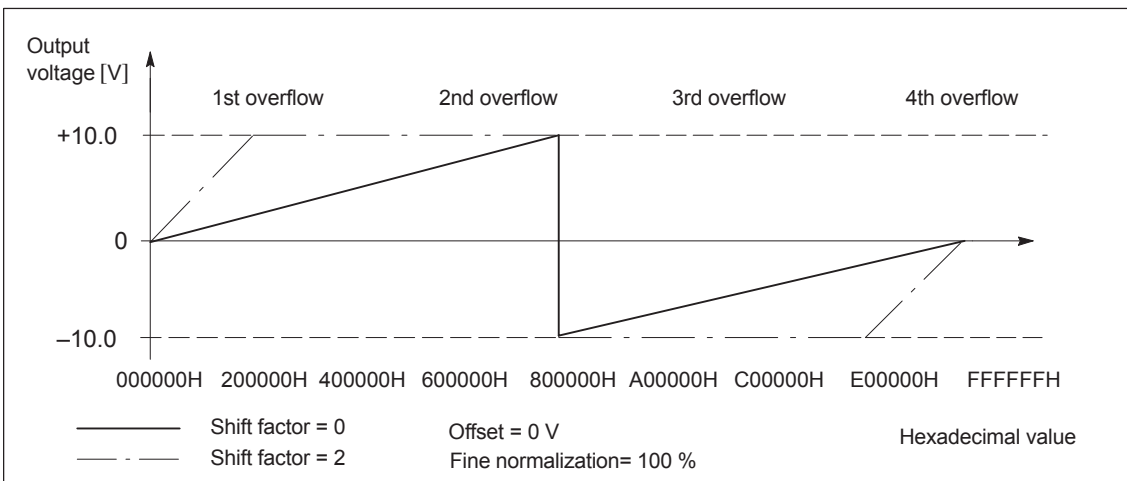 Output
voltage [V]
1st overflow 2nd overflow 3rd overflow 4th overflow
+10.0
0
–10.0
000000H 200000H 400000H 600000H 800000H A00000H C00000H E00000H FFFFFFH
Shift factor = 0 Offset = 0 V Hexadecimal value
Shift factor = 2 Fine normalization= 100 %